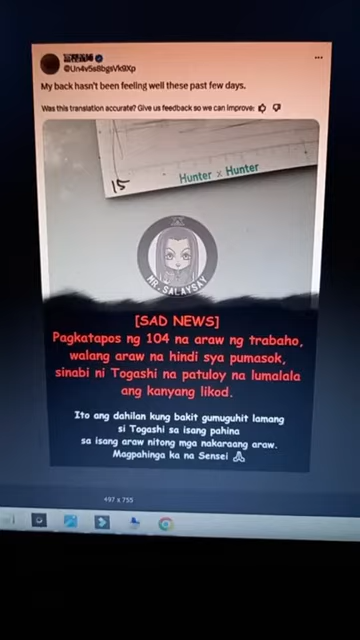 @Un4v5s8bgsVk9Xp
My back hasn't been feeling well these past few days.
Was this translation accurate? Give us feedback so we can improve:
15
Hunter x Hunter
MR. SALAYSAY
[SAD NEWS]
Pagkatapos ng 104 na araw ng trabaho,
walang araw na hindi sya pumasok,
sinabi ni Togashi na patuloy na lumalala
ang kanyang likod.
Ito ang dahilan kung bakit gumuguhit lamang
si Togashi sa isang pahina
sa isang araw nitong mga nakaraang araw.
Magpahinga ka na Sensei 🙏
497 x 755